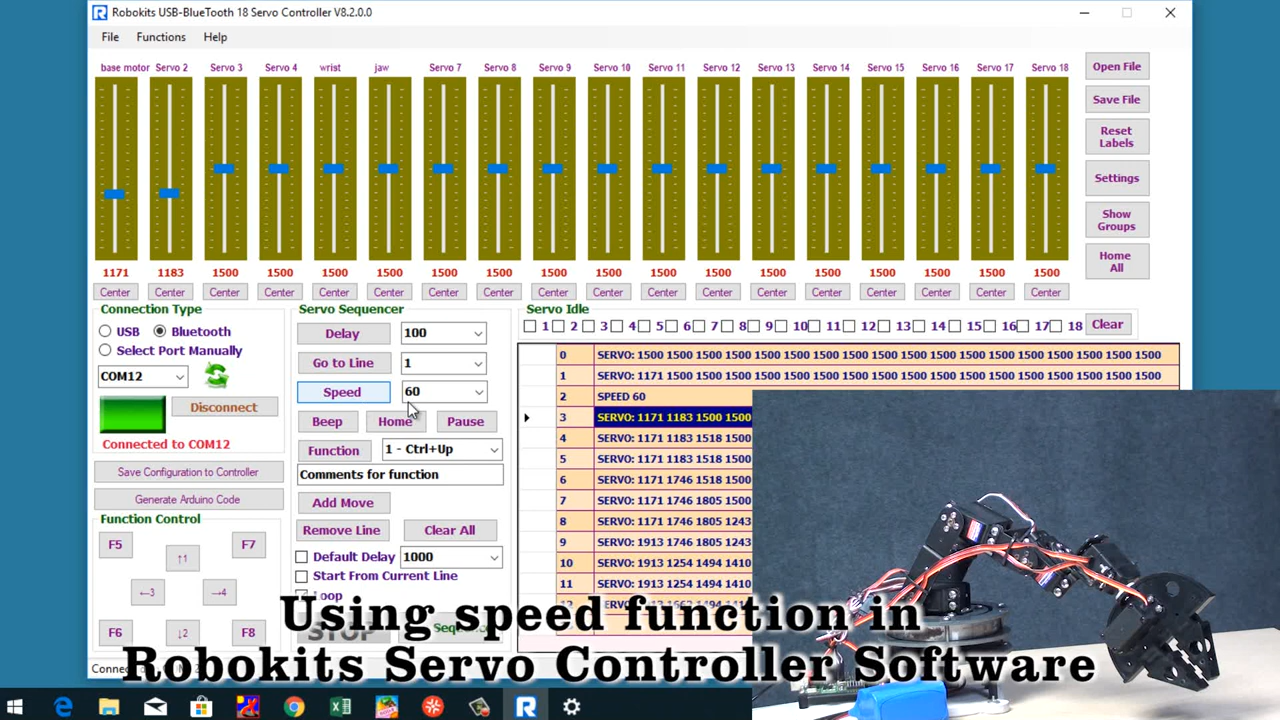 Robokits USB-BlueTooth 18 Servo Controller V8.2.0.0
File Functions Help
base motor Servo 2 Servo 3 Servo 4 wrist jaw Servo 7 Servo 8 Servo 9 Servo 10 Servo 11 Servo 12 Servo 13 Servo 14 Servo 15 Servo 16 Servo 17 Servo 18
1171 1183 1500 1500 1500 1500 1500 1500 1500 1500 1500 1500 1500 1500 1500 1500 1500 1500
Center Center Center Center Center Center Center Center Center Center Center Center Center Center Center Center Center Center
Open File
Save File
Reset
Labels
Settings
Show
Groups
Home
All
Connection Type
USB Bluetooth
Select Port Manually
COM12
Disconnect
Connected to COM12
Save Configuration to Controller
Generate Arduino Code
Function Control
F5 ↑1 F7
←3 →4
F6 ↓2 F8
Servo Sequencer
Delay 100
Go to Line 1
Speed 60
Beep Home Pause
Function 1 - Ctrl+Up
Comments for function
Add Move
Remove Line Clear All
Default Delay 1000
Start From Current Line
Loop
STOP
Servo Idle
1 2 3 4 5 6 7 8 9 10 11 12 13 14 15 16 17 18 Clear
0 SERVO: 1500 1500 1500 1500 1500 1500 1500 1500 1500 1500 1500 1500 1500 1500 1500 1500 1500 1500
1 SERVO: 1500 1500 1500 1500 1500 1500 1500 1500 1500 1500 1500 1500 1500 1500 1500 1500 1500 1500
2 SPEED 60
3 SERVO: 1171 1183 1500 1500
4 SERVO: 1171 1183 1518 1500
5 SERVO: 1171 1183 1518 1500
6 SERVO: 1171 1746 1518 1500
7 SERVO: 1171 1746 1805 1500
8 SERVO: 1171 1746 1805 1243
9 SERVO: 1913 1746 1805 1243
10 SERVO: 1913 1254 1494 1410
11 SERVO: 1913 1254 1494 1410
Using speed function in
Robokits Servo Controller Software